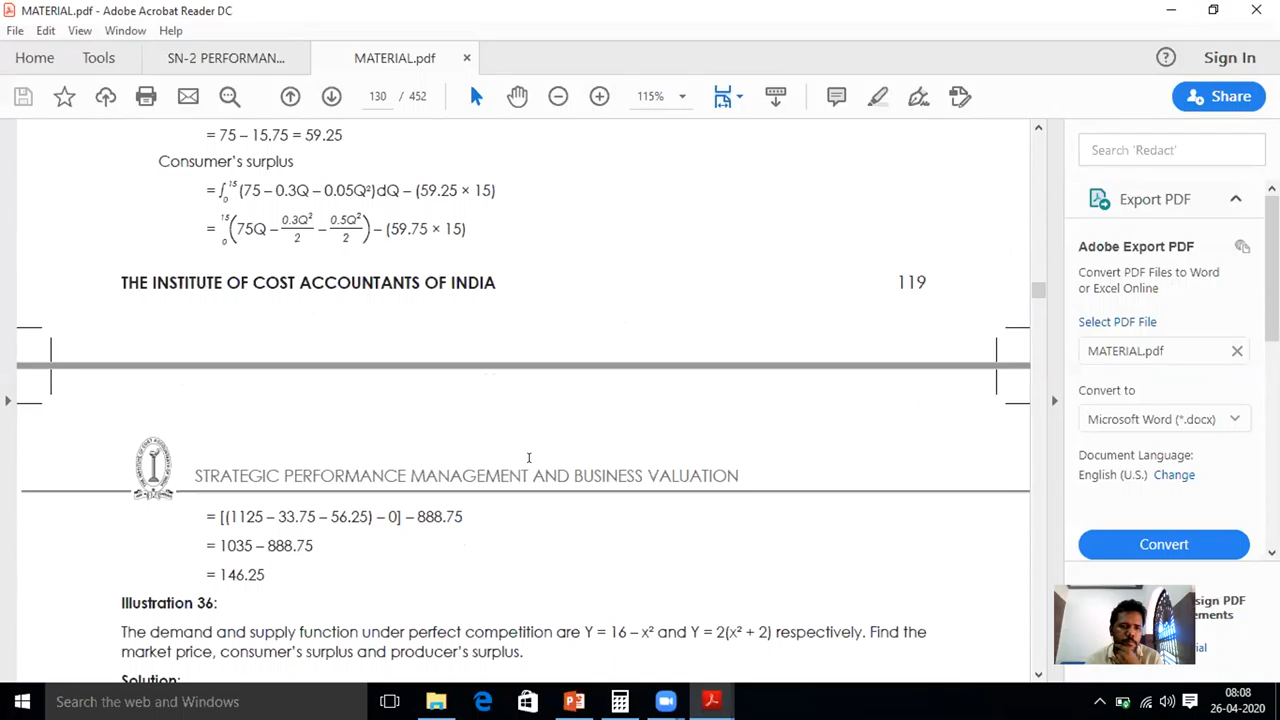 MATERIAL.pdf - Adobe Acrobat Reader DC
File Edit View Window Help
Home Tools SN-2 PERFORMAN... MATERIAL.pdf × Sign In
130 / 452 115% Share
= 75 – 15.75 = 59.25
Consumer's surplus
= ∫₀¹⁵ (75 – 0.3Q – 0.05Q²)dQ – (59.25 × 15)
= ₀¹⁵(75Q – 0.3Q²/2 – 0.5Q²/2) – (59.75 × 15)
THE INSTITUTE OF COST ACCOUNTANTS OF INDIA 119
STRATEGIC PERFORMANCE MANAGEMENT AND BUSINESS VALUATION
= [(1125 – 33.75 – 56.25) – 0] – 888.75
= 1035 – 888.75
= 146.25
Illustration 36:
The demand and supply function under perfect competition are Y = 16 – x² and Y = 2(x² + 2) respectively. Find the
market price, consumer's surplus and producer's surplus.
Solution:
Search 'Redact'
Export PDF
Adobe Export PDF
Convert PDF Files to Word
or Excel Online
Select PDF File
MATERIAL.pdf
Convert to
Microsoft Word (*.docx)
Document Language:
English (U.S.) Change
Convert
Search the web and Windows
08:08
26-04-2020